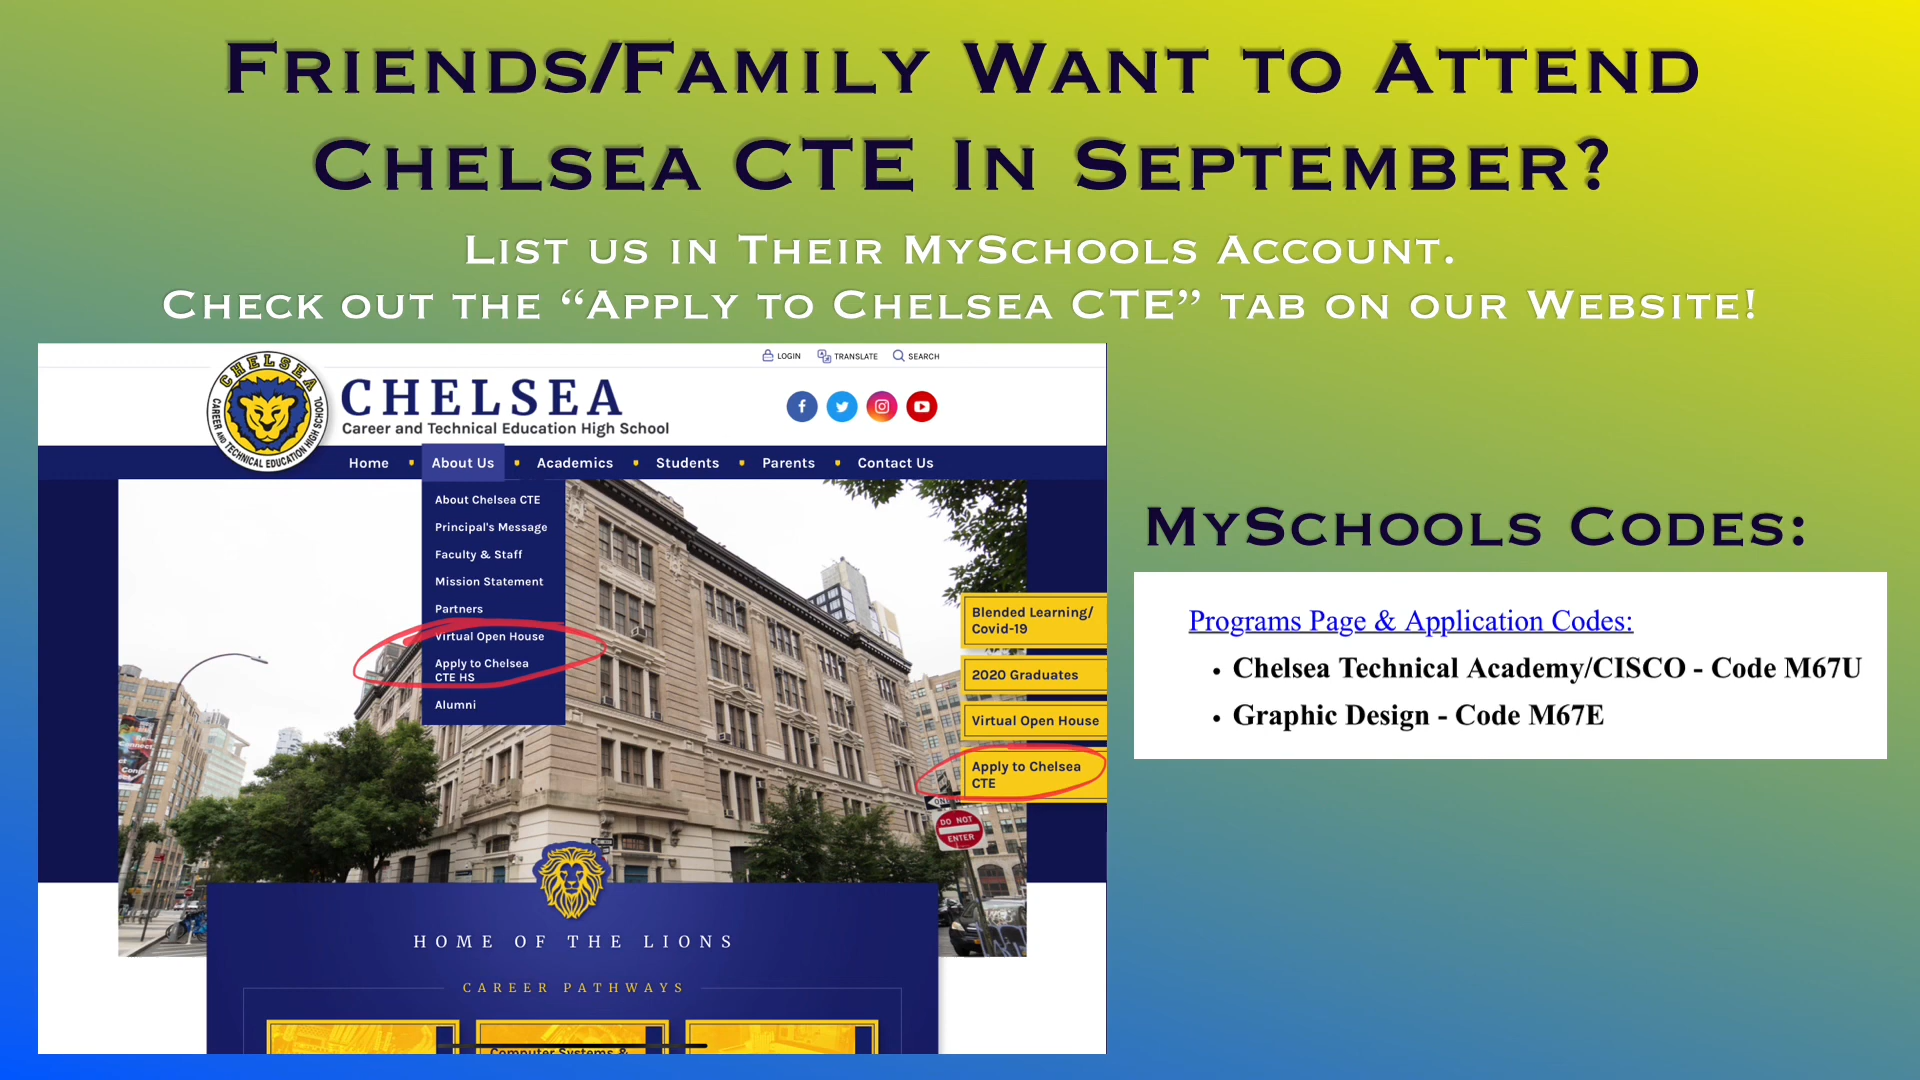 Friends/Family Want to Attend
Chelsea CTE In September?
List us in Their MySchools Account.
Check out the “Apply to Chelsea CTE” tab on our Website!
LOGIN
TRANSLATE
SEARCH
CHELSEA
CAREER AND TECHNICAL EDUCATION HIGH SCHOOL
CHELSEA
Career and Technical Education High School
Home
About Us
Academics
Students
Parents
Contact Us
About Chelsea CTE
Principal's Message
Faculty & Staff
Mission Statement
Partners
Virtual Open House
Apply to Chelsea
CTE HS
Alumni
Blended Learning/
Covid-19
2020 Graduates
Virtual Open House
Apply to Chelsea
CTE
DO NOT
ENTER
HOME OF THE LIONS
CAREER PATHWAYS
Computer Systems &
MySchools Codes:
Programs Page & Application Codes:
• Chelsea Technical Academy/CISCO - Code M67U
• Graphic Design - Code M67E